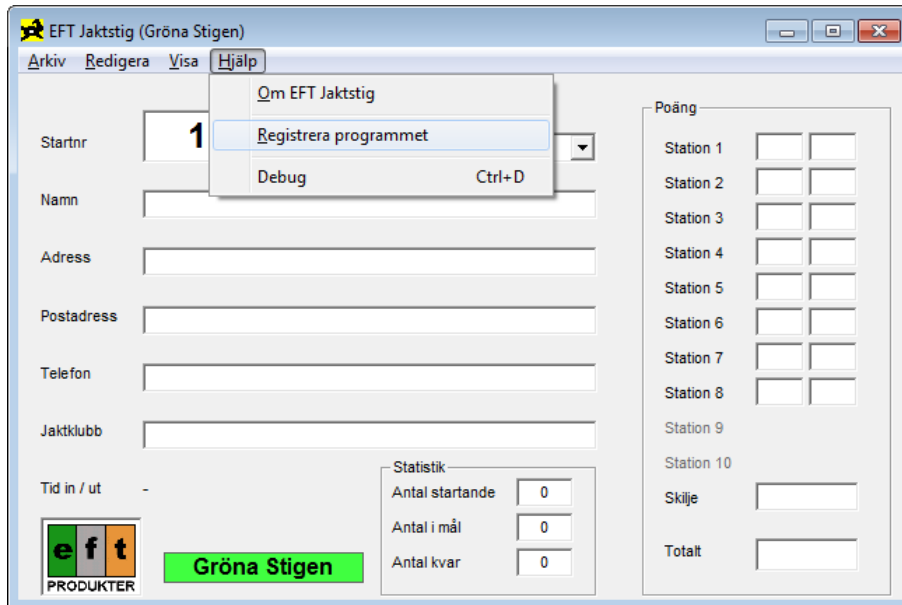 EFT Jaktstig (Gröna Stigen)
Arkiv Redigera Visa Hjälp
Om EFT Jaktstig
Registrera programmet
Debug Ctrl+D
Startnr 1
Namn
Adress
Postadress
Telefon
Jaktklubb
Tid in / ut -
eft
PRODUKTER
Gröna Stigen
Statistik
Antal startande 0
Antal i mål 0
Antal kvar 0
Poäng
Station 1
Station 2
Station 3
Station 4
Station 5
Station 6
Station 7
Station 8
Station 9
Station 10
Skilje
Totalt